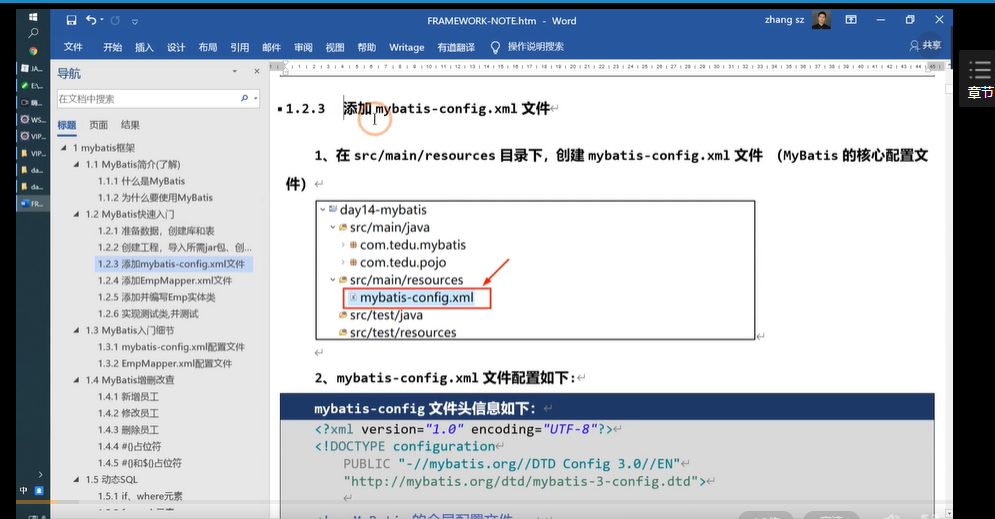 FRAMEWORK-NOTE.htm - Word
zhang sz
文件 开始 插入 设计 布局 引用 邮件 审阅 视图 帮助 Writage 有道翻译 操作说明搜索 共享
章节
导航
在文档中搜索
标题 页面 结果
1 mybatis框架
1.1 MyBatis简介(了解)
1.1.1 什么是MyBatis
1.1.2 为什么要使用MyBatis
1.2 MyBatis快速入门
1.2.1 准备数据，创建库和表
1.2.2 创建工程，导入所需jar包、创...
1.2.3 添加mybatis-config.xml文件
1.2.4 添加EmpMapper.xml文件
1.2.5 添加并编写Emp实体类
1.2.6 实现测试类,并测试
1.3 MyBatis入门细节
1.3.1 mybatis-config.xml配置文件
1.3.2 EmpMapper.xml配置文件
1.4 MyBatis增删改查
1.4.1 新增员工
1.4.2 修改员工
1.4.3 删除员工
1.4.4 #{}占位符
1.4.5 #{}和${}占位符
1.5 动态SQL
1.5.1 if、where元素
JA...
E:\...
WS...
VIP...
VIP...
da...
da...
FR...
中
1.2.3 添加 mybatis-config.xml 文件
1、在 src/main/resources 目录下，创建 mybatis-config.xml 文件 （MyBatis 的核心配置文
件）
day14-mybatis
src/main/java
com.tedu.mybatis
com.tedu.pojo
src/main/resources
mybatis-config.xml
src/test/java
src/test/resources
2、mybatis-config.xml 文件配置如下:
mybatis-config 文件头信息如下：
<?xml version="1.0" encoding="UTF-8"?>
<!DOCTYPE configuration
PUBLIC "-//mybatis.org//DTD Config 3.0//EN"
"http://mybatis.org/dtd/mybatis-3-config.dtd">